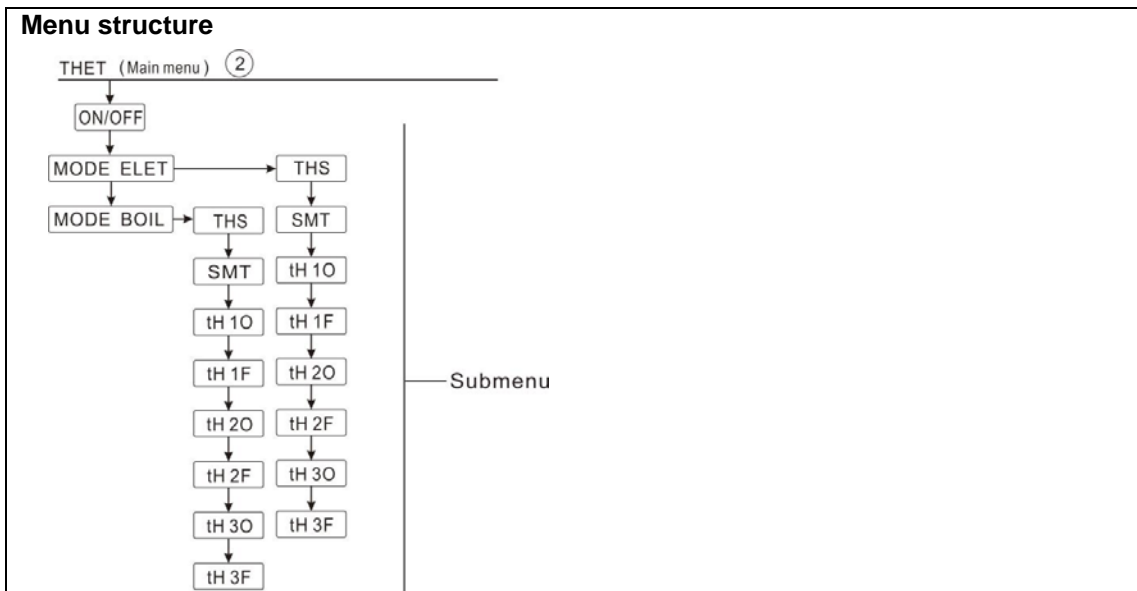 Menu structure
THET (Main menu) 2
ON/OFF
MODE ELET THS
MODE BOIL THS SMT
SMT tH 1O
tH 1O tH 1F
tH 1F tH 2O
Submenu
tH 2O tH 2F
tH 2F tH 3O
tH 3O tH 3F
tH 3F